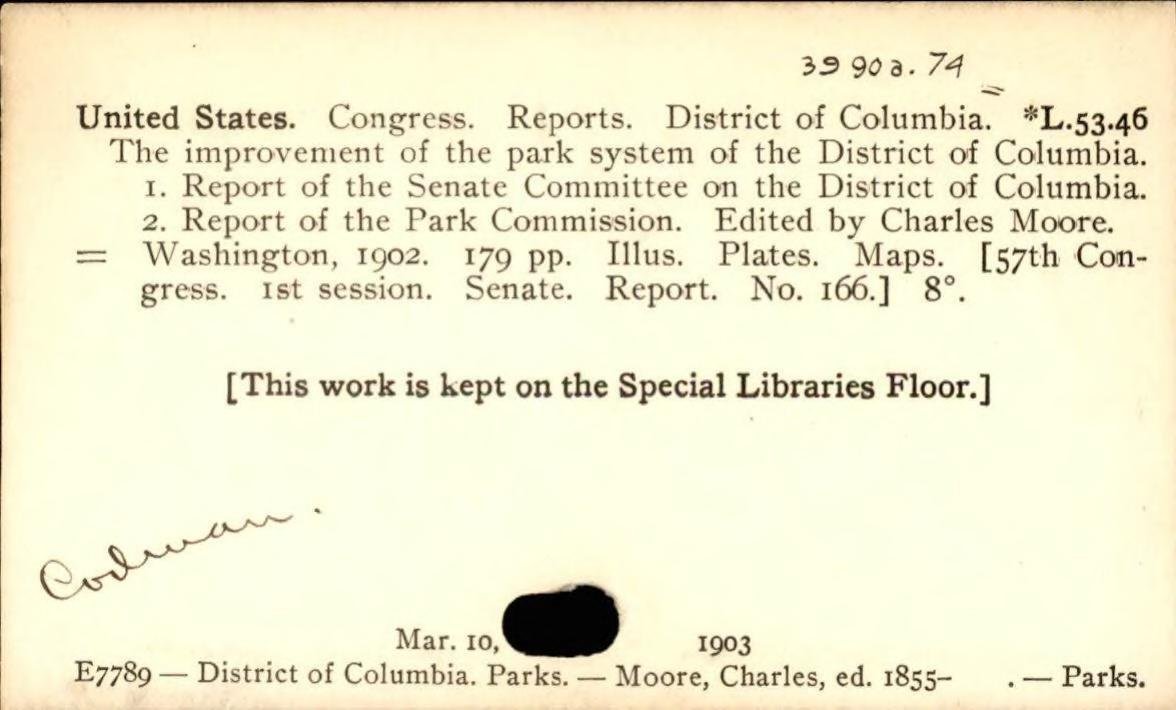 3990a.74
=
United States. Congress. Reports. District of Columbia. *L.53.46
The improvement of the park system of the District of Columbia.
1. Report of the Senate Committee on the District of Columbia.
2. Report of the Park Commission. Edited by Charles Moore.
= Washington, 1902. 179 pp. Illus. Plates. Maps. [57th Con-
gress. 1st session. Senate. Report. No. 166.] 8°.
[This work is kept on the Special Libraries Floor.]
Codman.
Mar. 10, 1903
E7789 — District of Columbia. Parks. — Moore, Charles, ed. 1855- . — Parks.